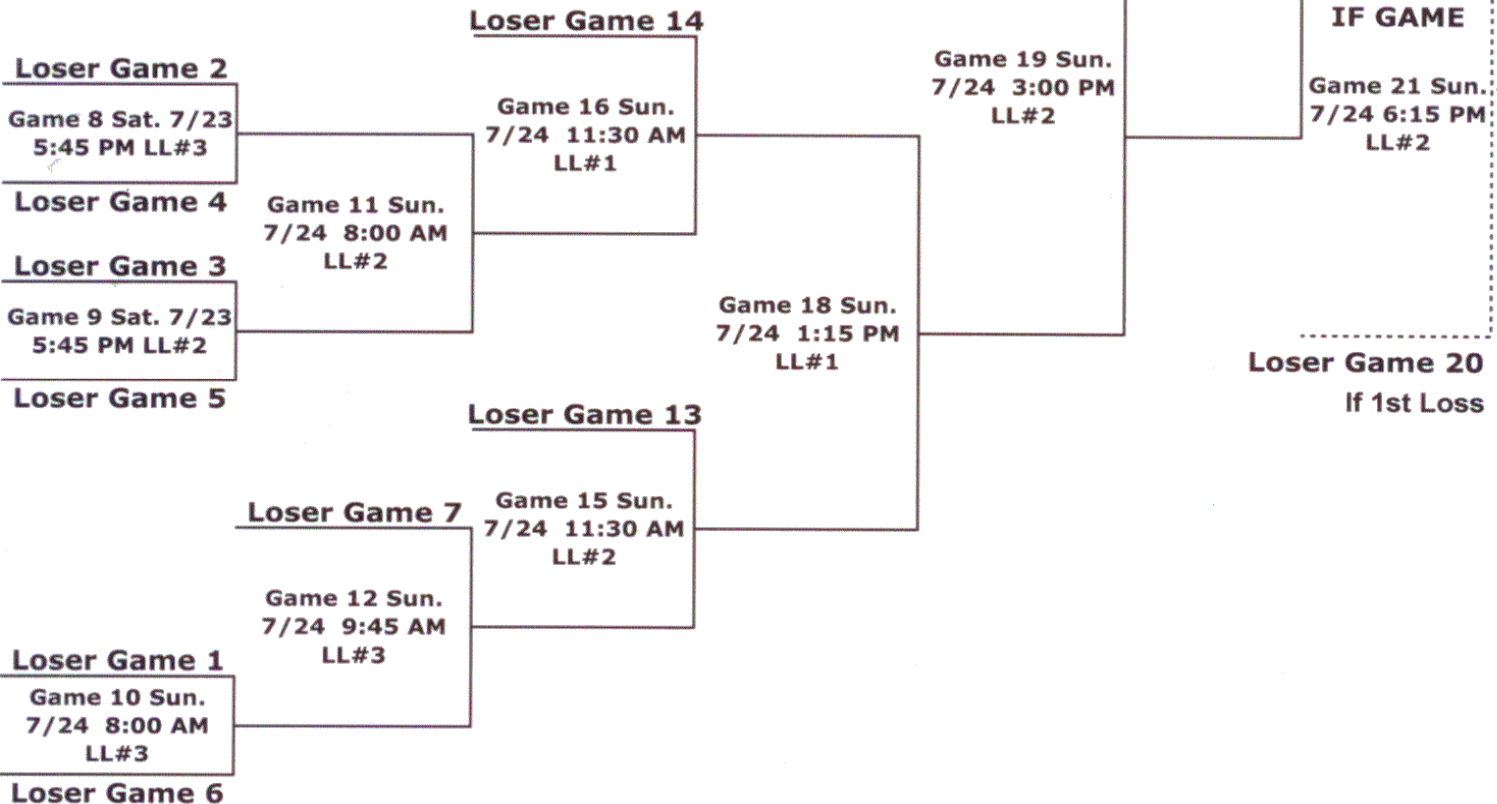 Loser Game 14
IF GAME
Loser Game 2
Game 19 Sun.
7/24 3:00 PM
LL#2
Game 21 Sun.
7/24 6:15 PM
LL#2
Game 8 Sat. 7/23
5:45 PM LL#3
Game 16 Sun.
7/24 11:30 AM
LL#1
Loser Game 4
Game 11 Sun.
7/24 8:00 AM
LL#2
Loser Game 3
Game 9 Sat. 7/23
5:45 PM LL#2
Game 18 Sun.
7/24 1:15 PM
LL#1
Loser Game 20
If 1st Loss
Loser Game 5
Loser Game 13
Loser Game 7
Game 15 Sun.
7/24 11:30 AM
LL#2
Game 12 Sun.
7/24 9:45 AM
LL#3
Loser Game 1
Game 10 Sun.
7/24 8:00 AM
LL#3
Loser Game 6